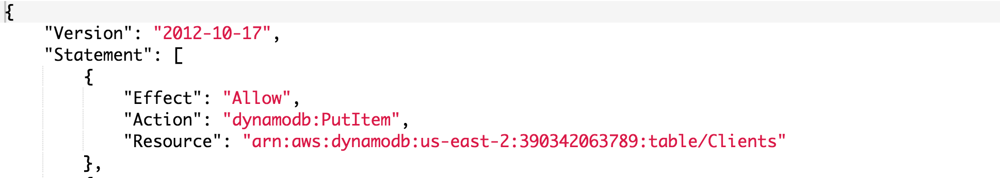 {
"Version": "2012-10-17",
"Statement": [
{
"Effect": "Allow",
"Action": "dynamodb:PutItem",
"Resource": "arn:aws:dynamodb:us-east-2:390342063789:table/Clients"
},